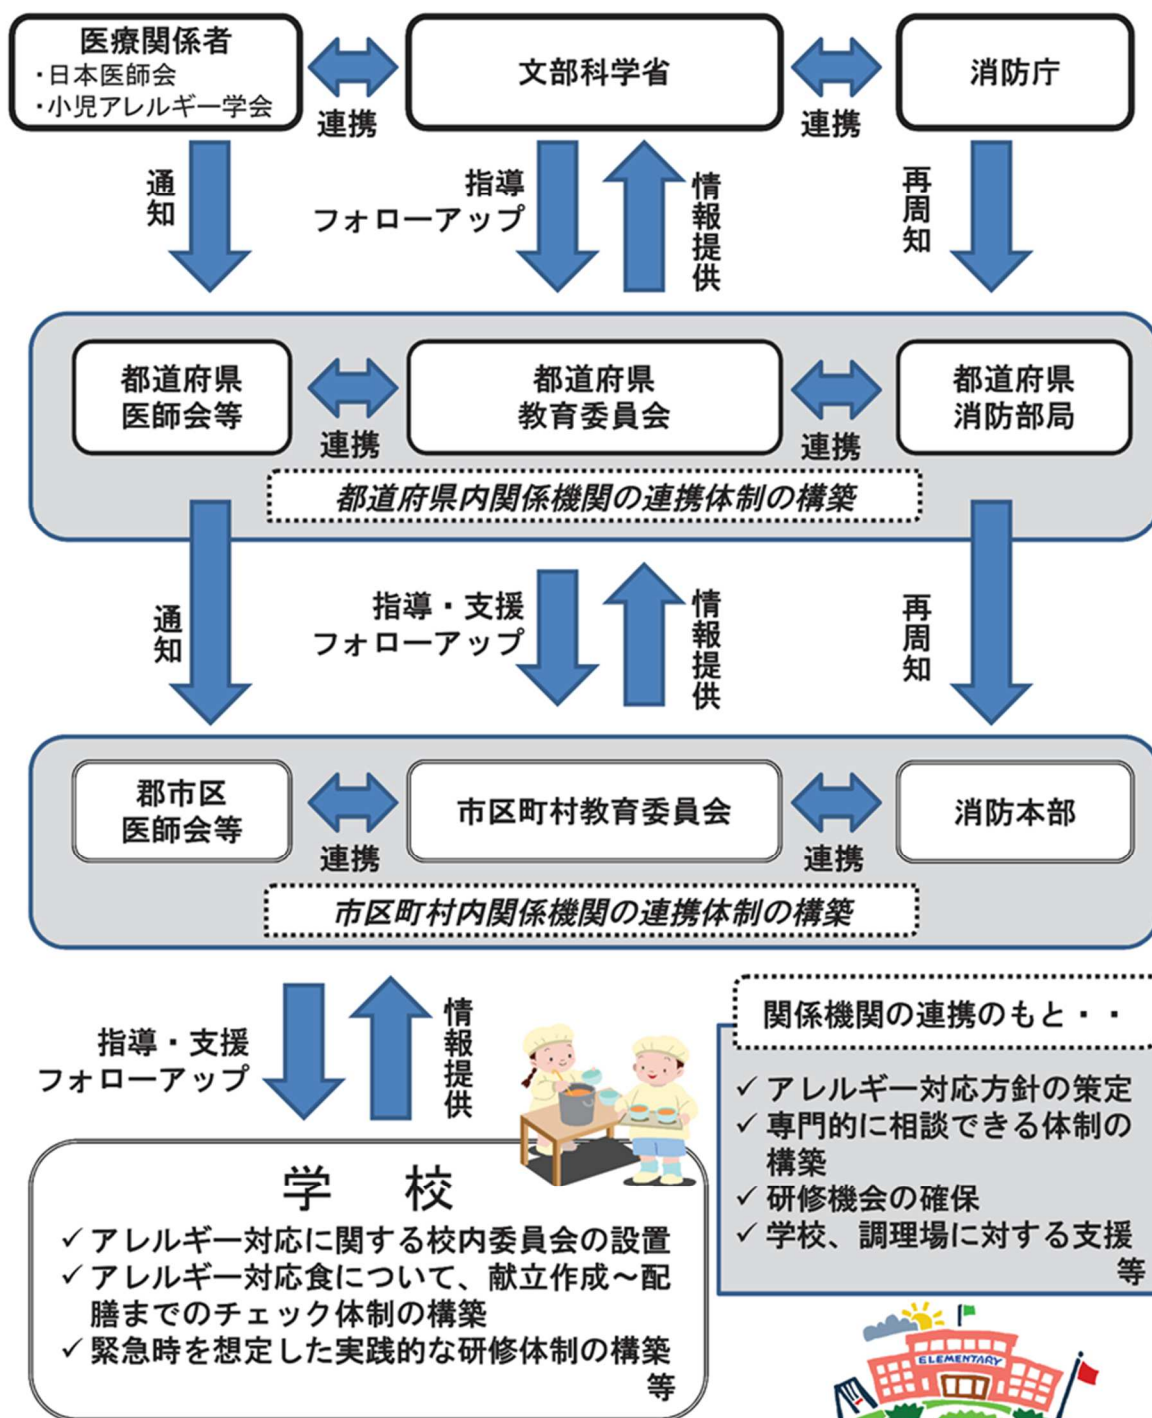 医療関係者
・日本医師会
・小児アレルギー学会
連携
文部科学省
連携
消防庁
通知
指導
フォローアップ
情報提供
再周知
都道府県
医師会等
連携
都道府県
教育委員会
連携
都道府県
消防部局
都道府県内関係機関の連携体制の構築
通知
指導・支援
フォローアップ
情報提供
再周知
郡市区
医師会等
連携
市区町村教育委員会
連携
消防本部
市区町村内関係機関の連携体制の構築
指導・支援
フォローアップ
情報提供
関係機関の連携のもと・・
✓ アレルギー対応方針の策定
✓ 専門的に相談できる体制の
構築
✓ 研修機会の確保
✓ 学校、調理場に対する支援
等
学 校
✓ アレルギー対応に関する校内委員会の設置
✓ アレルギー対応食について、献立作成～配
膳までのチェック体制の構築
✓ 緊急時を想定した実践的な研修体制の構築
等
ELEMENTARY